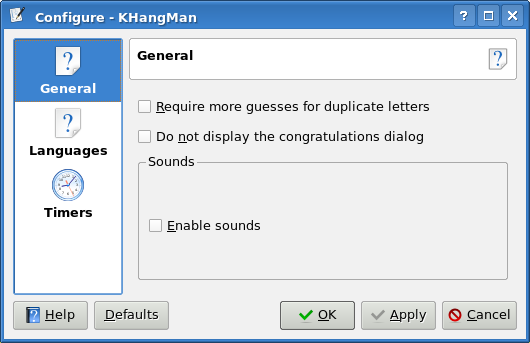 Configure - KHangMan
General
General
Languages
Timers
Require more guesses for duplicate letters
Do not display the congratulations dialog
Sounds
Enable sounds
Help
Defaults
OK
Apply
Cancel